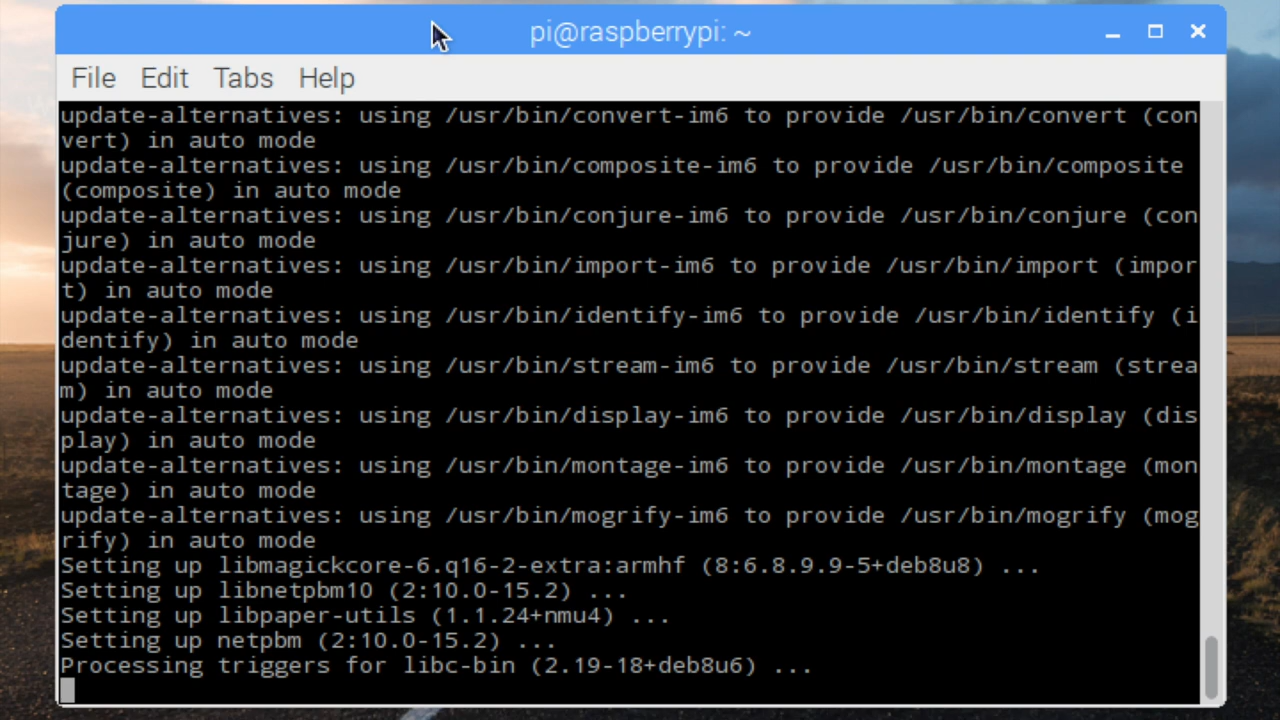 pi@raspberrypi: ~
File Edit Tabs Help
update-alternatives: using /usr/bin/convert-im6 to provide /usr/bin/convert (con
vert) in auto mode
update-alternatives: using /usr/bin/composite-im6 to provide /usr/bin/composite
(composite) in auto mode
update-alternatives: using /usr/bin/conjure-im6 to provide /usr/bin/conjure (con
jure) in auto mode
update-alternatives: using /usr/bin/import-im6 to provide /usr/bin/import (impor
t) in auto mode
update-alternatives: using /usr/bin/identify-im6 to provide /usr/bin/identify (i
dentify) in auto mode
update-alternatives: using /usr/bin/stream-im6 to provide /usr/bin/stream (strea
m) in auto mode
update-alternatives: using /usr/bin/display-im6 to provide /usr/bin/display (dis
play) in auto mode
update-alternatives: using /usr/bin/montage-im6 to provide /usr/bin/montage (mon
tage) in auto mode
update-alternatives: using /usr/bin/mogrify-im6 to provide /usr/bin/mogrify (mog
rify) in auto mode
Setting up libmagickcore-6.q16-2-extra:armhf (8:6.8.9.9-5+deb8u8) ...
Setting up libnetpbm10 (2:10.0-15.2) ...
Setting up libpaper-utils (1.1.24+nmu4) ...
Setting up netpbm (2:10.0-15.2) ...
Processing triggers for libc-bin (2.19-18+deb8u6) ...